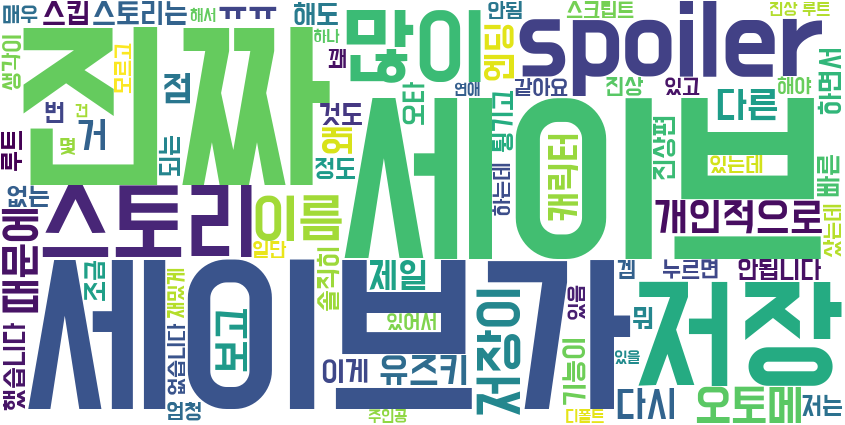 매우
스킵
스토리는
해서
ㅠㅠ
해도
많이
안됨
스크립트
진상 루트
생각이
진짜
모르고
점
하나
꽤
엔딩
spoiler
연애
같아요
진상
있고
해야
하면서
루트
몇
번
건
거
되는
것도
정도
왜
오타
튕기고
하는데
캐릭터
다른
진상편
있는데
빠른
세이브
없는
스토리
이름
일단
개인적으로
샀는데
때문에
조금
재밌게
세이브가
보고
솔직히
제일
있어서
있음
겜
누르면
안됩니다
뭐
저장
했습니다
없습니다
엄청
이게
유즈키
주인공
저장이
기능이
디폴트
있을
다시
오토메
저는